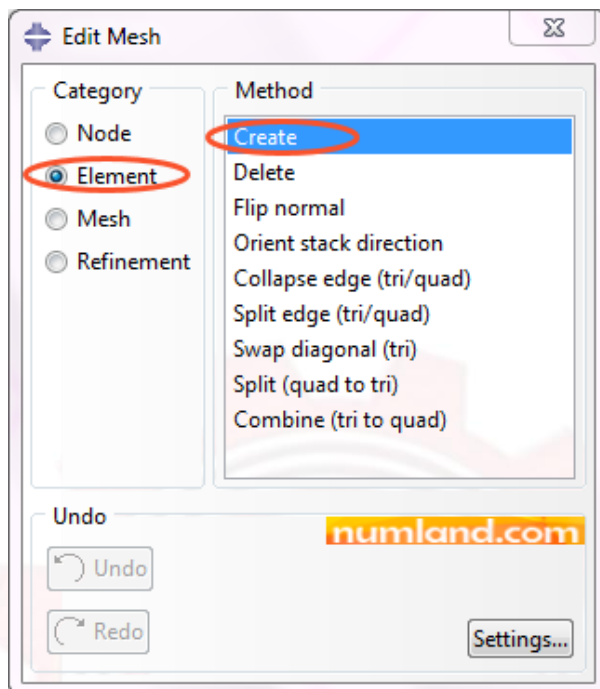 Edit Mesh
Category
Node
Element
Mesh
Refinement
Method
Create
Delete
Flip normal
Orient stack direction
Collapse edge (tri/quad)
Split edge (tri/quad)
Swap diagonal (tri)
Split (quad to tri)
Combine (tri to quad)
Undo
numland.com
Undo
Redo
Settings...